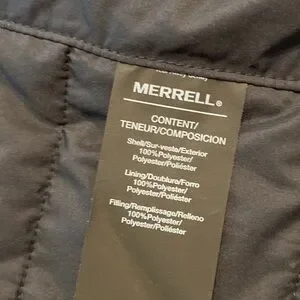 MERRELL®
CONTENT/
TENEUR/COMPOSICION
Shell/Sur-veste/Exterior
100%Polyester/
Polyester/Poliéster
Lining/Doublure/Forro
100%Polyester/
Polyester/Poliéster
Filling/Remplissage/Relleno
100%Polyester/
Polyester/Poliéster